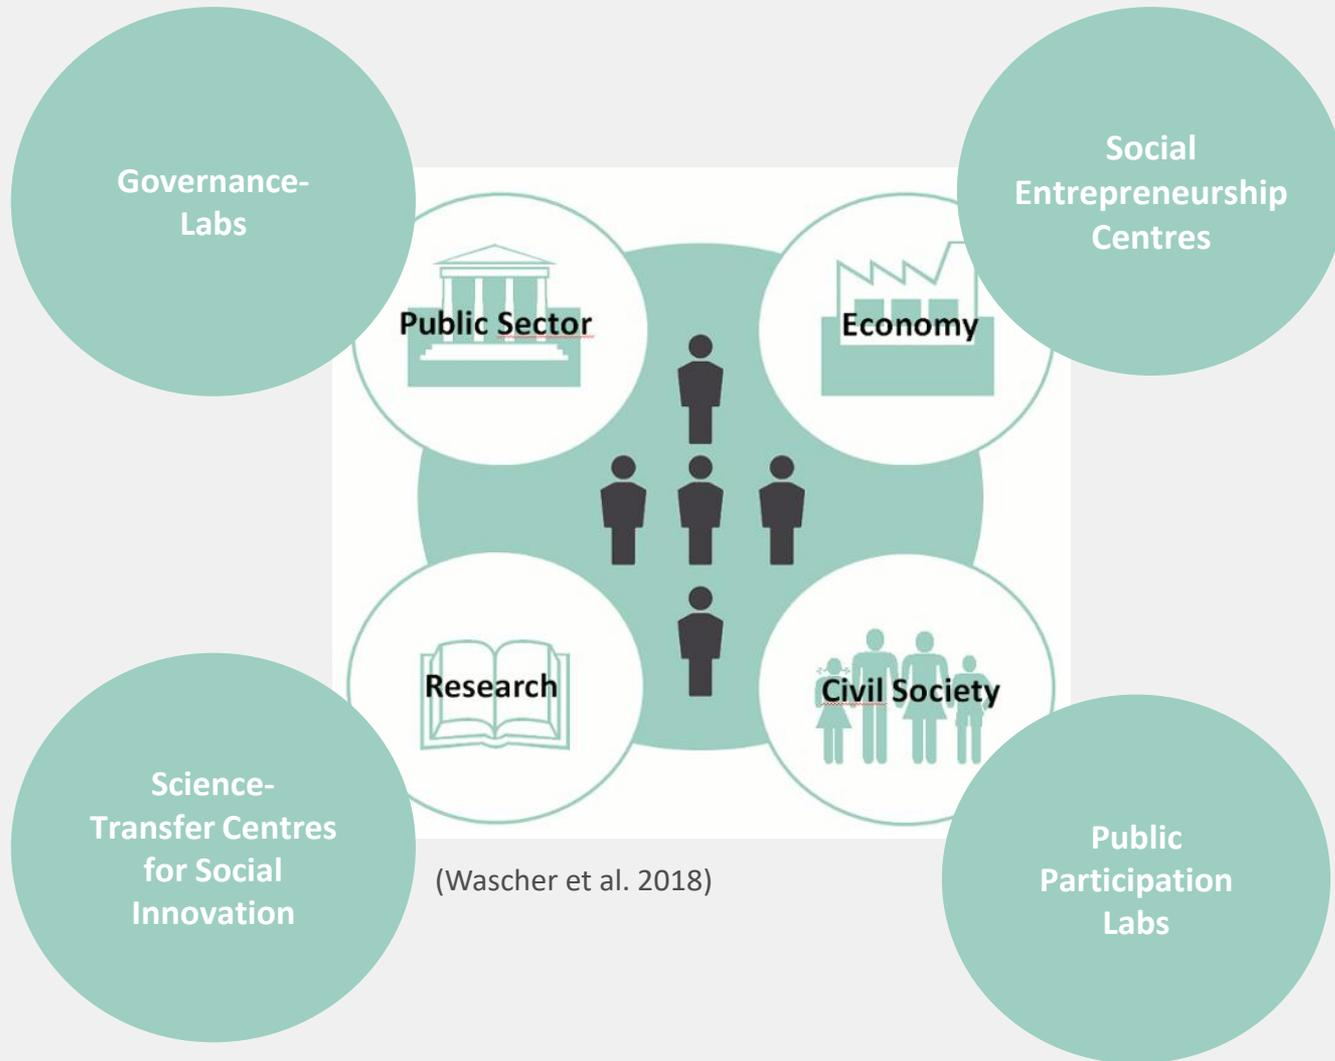 Governance-
Labs
Social
Entrepreneurship
Centres
Public Sector
Economy
Research
Civil Society
Science-
Transfer Centres
for Social
Innovation
(Wascher et al. 2018)
Public
Participation
Labs